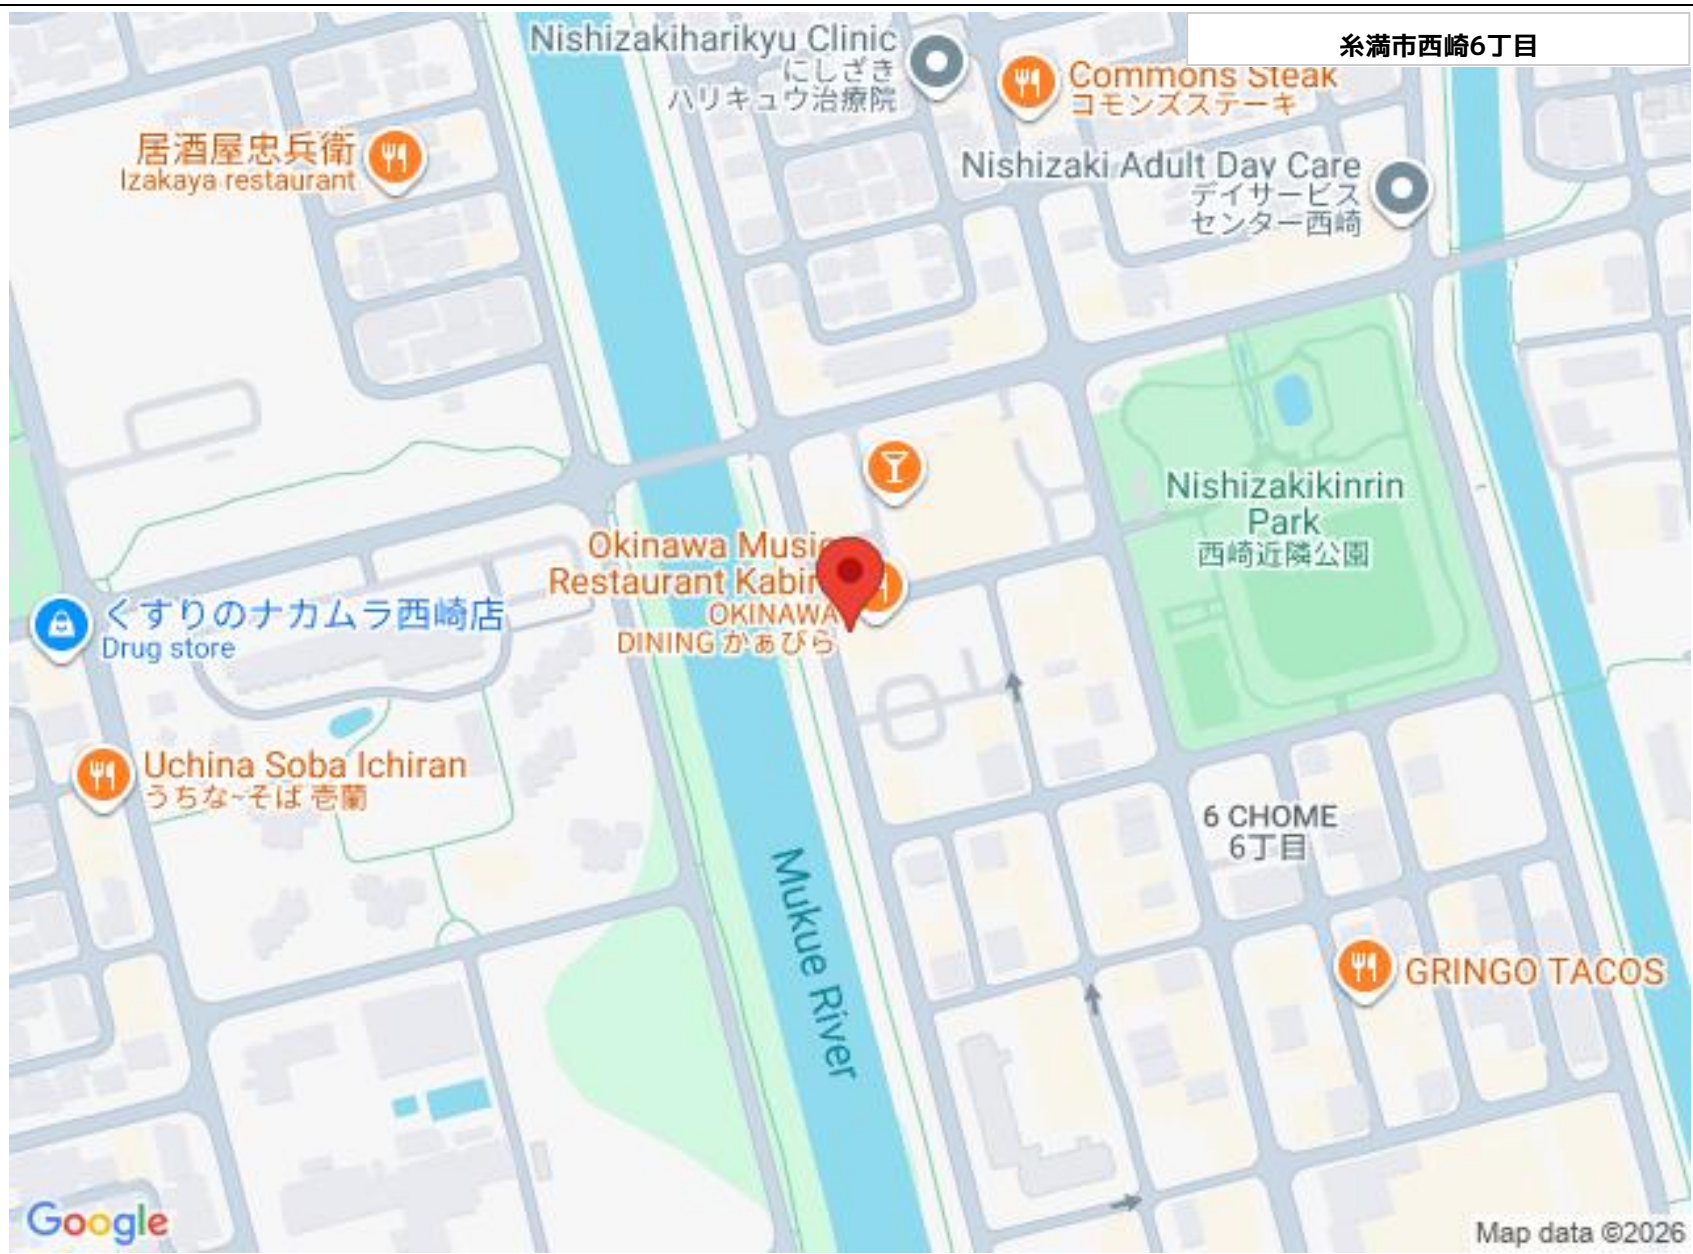 糸満市西崎6丁目
Nishizakiharikyu Clinic
にしざき
ハリキュウ治療院
Commons Steak
コモンズステーキ
居酒屋忠兵衛
Izakaya restaurant
Nishizaki Adult Day Care
デイサービス
センター西崎
Nishizakikinrin
Park
西崎近隣公園
Okinawa Music
Restaurant Kabir
OKINAWA
DINING かぁびら
くすりのナカムラ西崎店
Drug store
Uchina Soba Ichiran
うちな~そば 壱蘭
6 CHOME
6丁目
Mukue River
GRINGO TACOS
Google
Map data ©2026